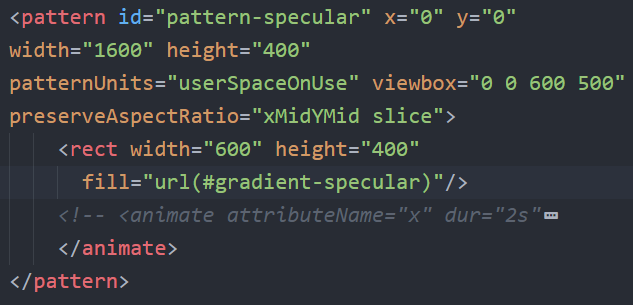 <pattern id="pattern-specular" x="0" y="0"
width="1600" height="400"
patternUnits="userSpaceOnUse" viewbox="0 0 600 500"
preserveAspectRatio="xMidYMid slice">
<rect width="600" height="400"
fill="url(#gradient-specular)"/>
<!-- <animate attributeName="x" dur="2s"…
</animate>
</pattern>